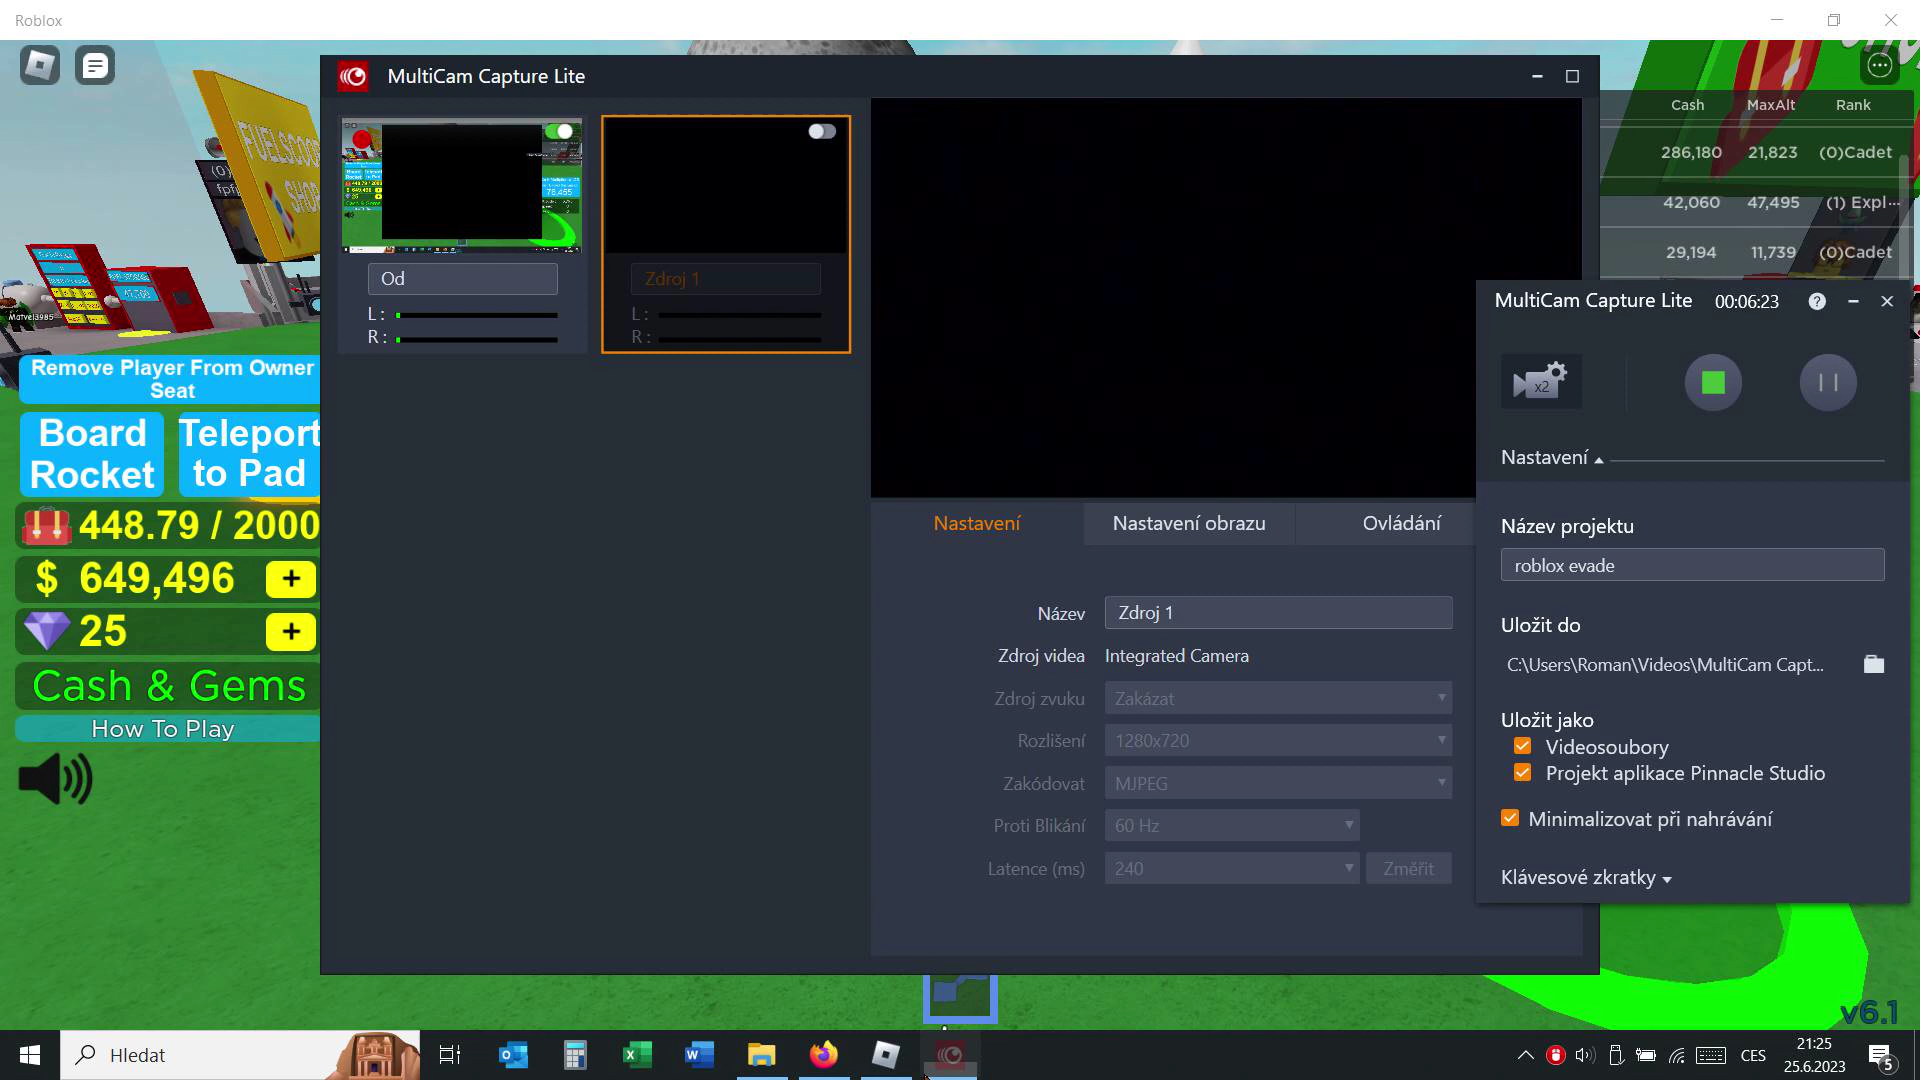 Roblox
MultiCam Capture Lite
FUELSCOOP
SHOP
Matvei3985
Remove Player From Owner
Seat
Board
Rocket
Teleport
to Pad
448.79 / 2000
$ 649,496 +
25 +
Cash & Gems
How To Play
Od
L :
R :
Zdroj 1
L :
R :
Cash MaxAlt Rank
286,180 21,823 (0)Cadet
42,060 47,495 (1) Expl...
29,194 11,739 (0)Cadet
Nastavení
Nastavení obrazu
Ovládání
Název Zdroj 1
Zdroj videa Integrated Camera
Zdroj zvuku Zakázat
Rozlišení 1280x720
Zakódovat MJPEG
Proti Blikání 60 Hz
Latence (ms) 240 Změřit
MultiCam Capture Lite 00:06:23
x2
Nastavení
Název projektu
roblox evade
Uložit do
C:\Users\Roman\Videos\MultiCam Capt...
Uložit jako
Videosoubory
Projekt aplikace Pinnacle Studio
Minimalizovat při nahrávání
Klávesové zkratky
v6.1
Hledat
CES
21:25
25.6.2023
5